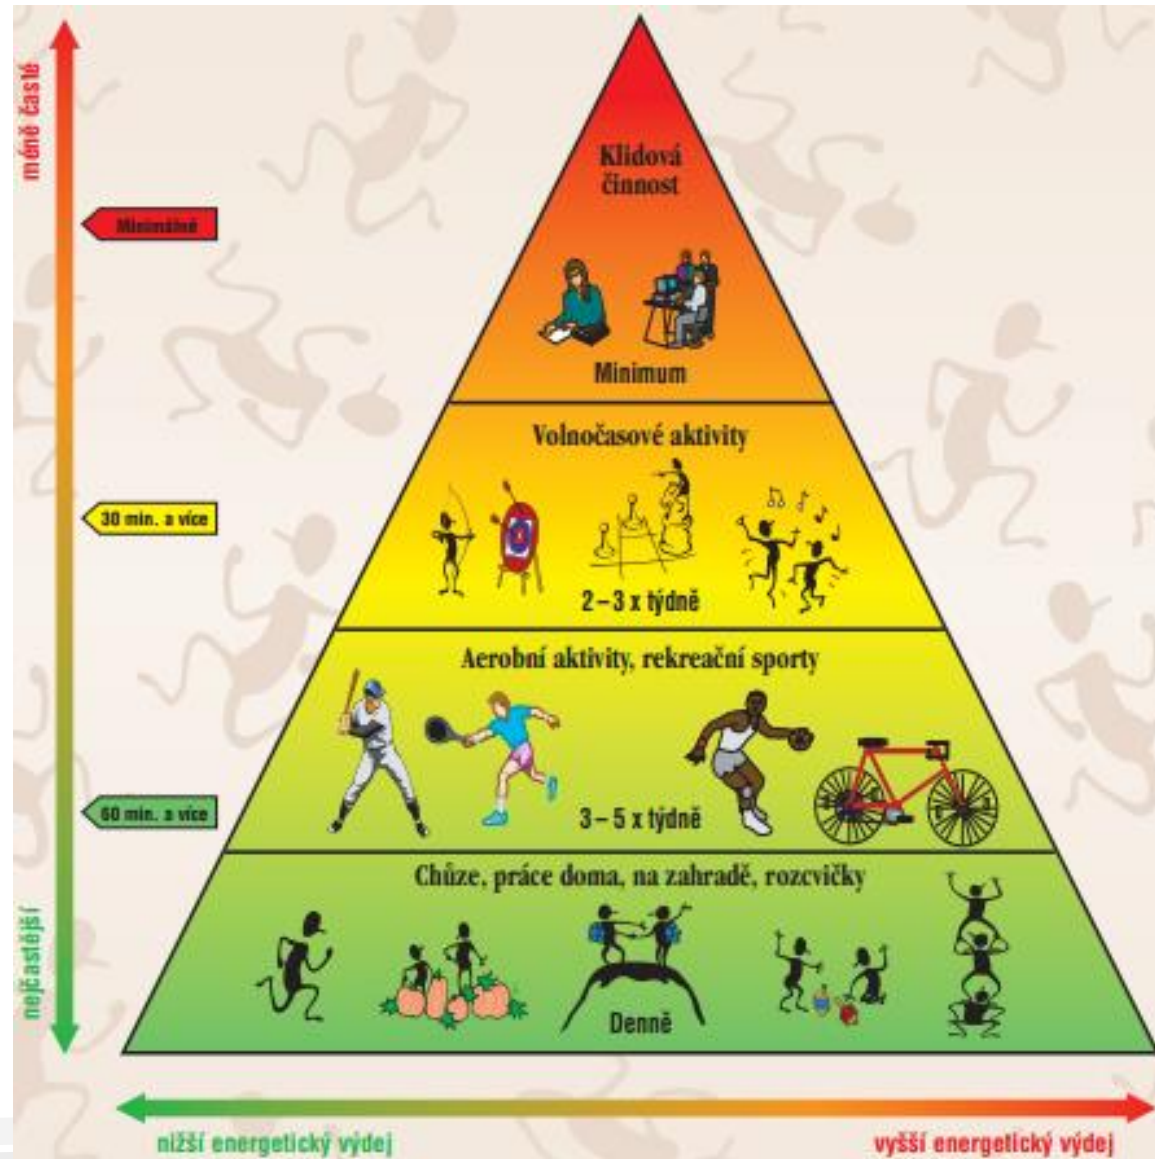 méně časté
Klidová
činnost
Minimálně
Minimum
Volnočasové aktivity
30 min. a více
2 – 3 x týdně
Aerobní aktivity, rekreační sporty
60 min. a více
3 – 5 x týdně
Chůze, práce doma, na zahradě, rozcvičky
nejčastější
Denně
nižší energetický výdej
vyšší energetický výdej